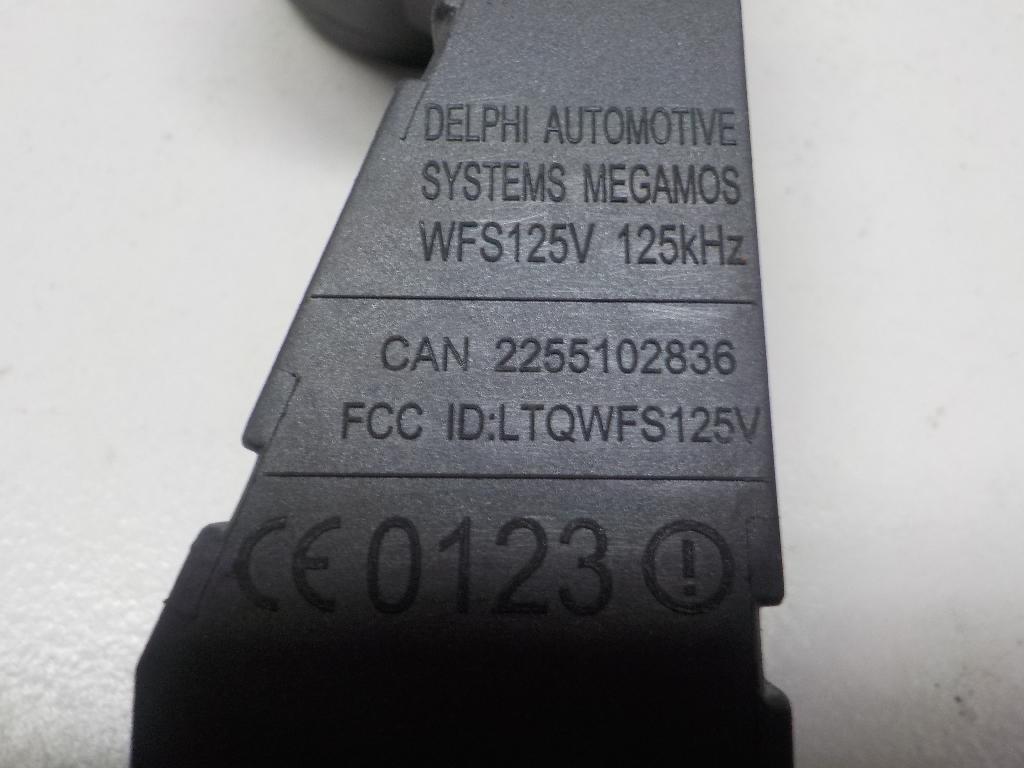 DELPHI AUTOMOTIVE
SYSTEMS MEGAMOS
WFS125V 125kHz
CAN 2255102836
FCC ID:LTQWFS125V
CE 0123 !